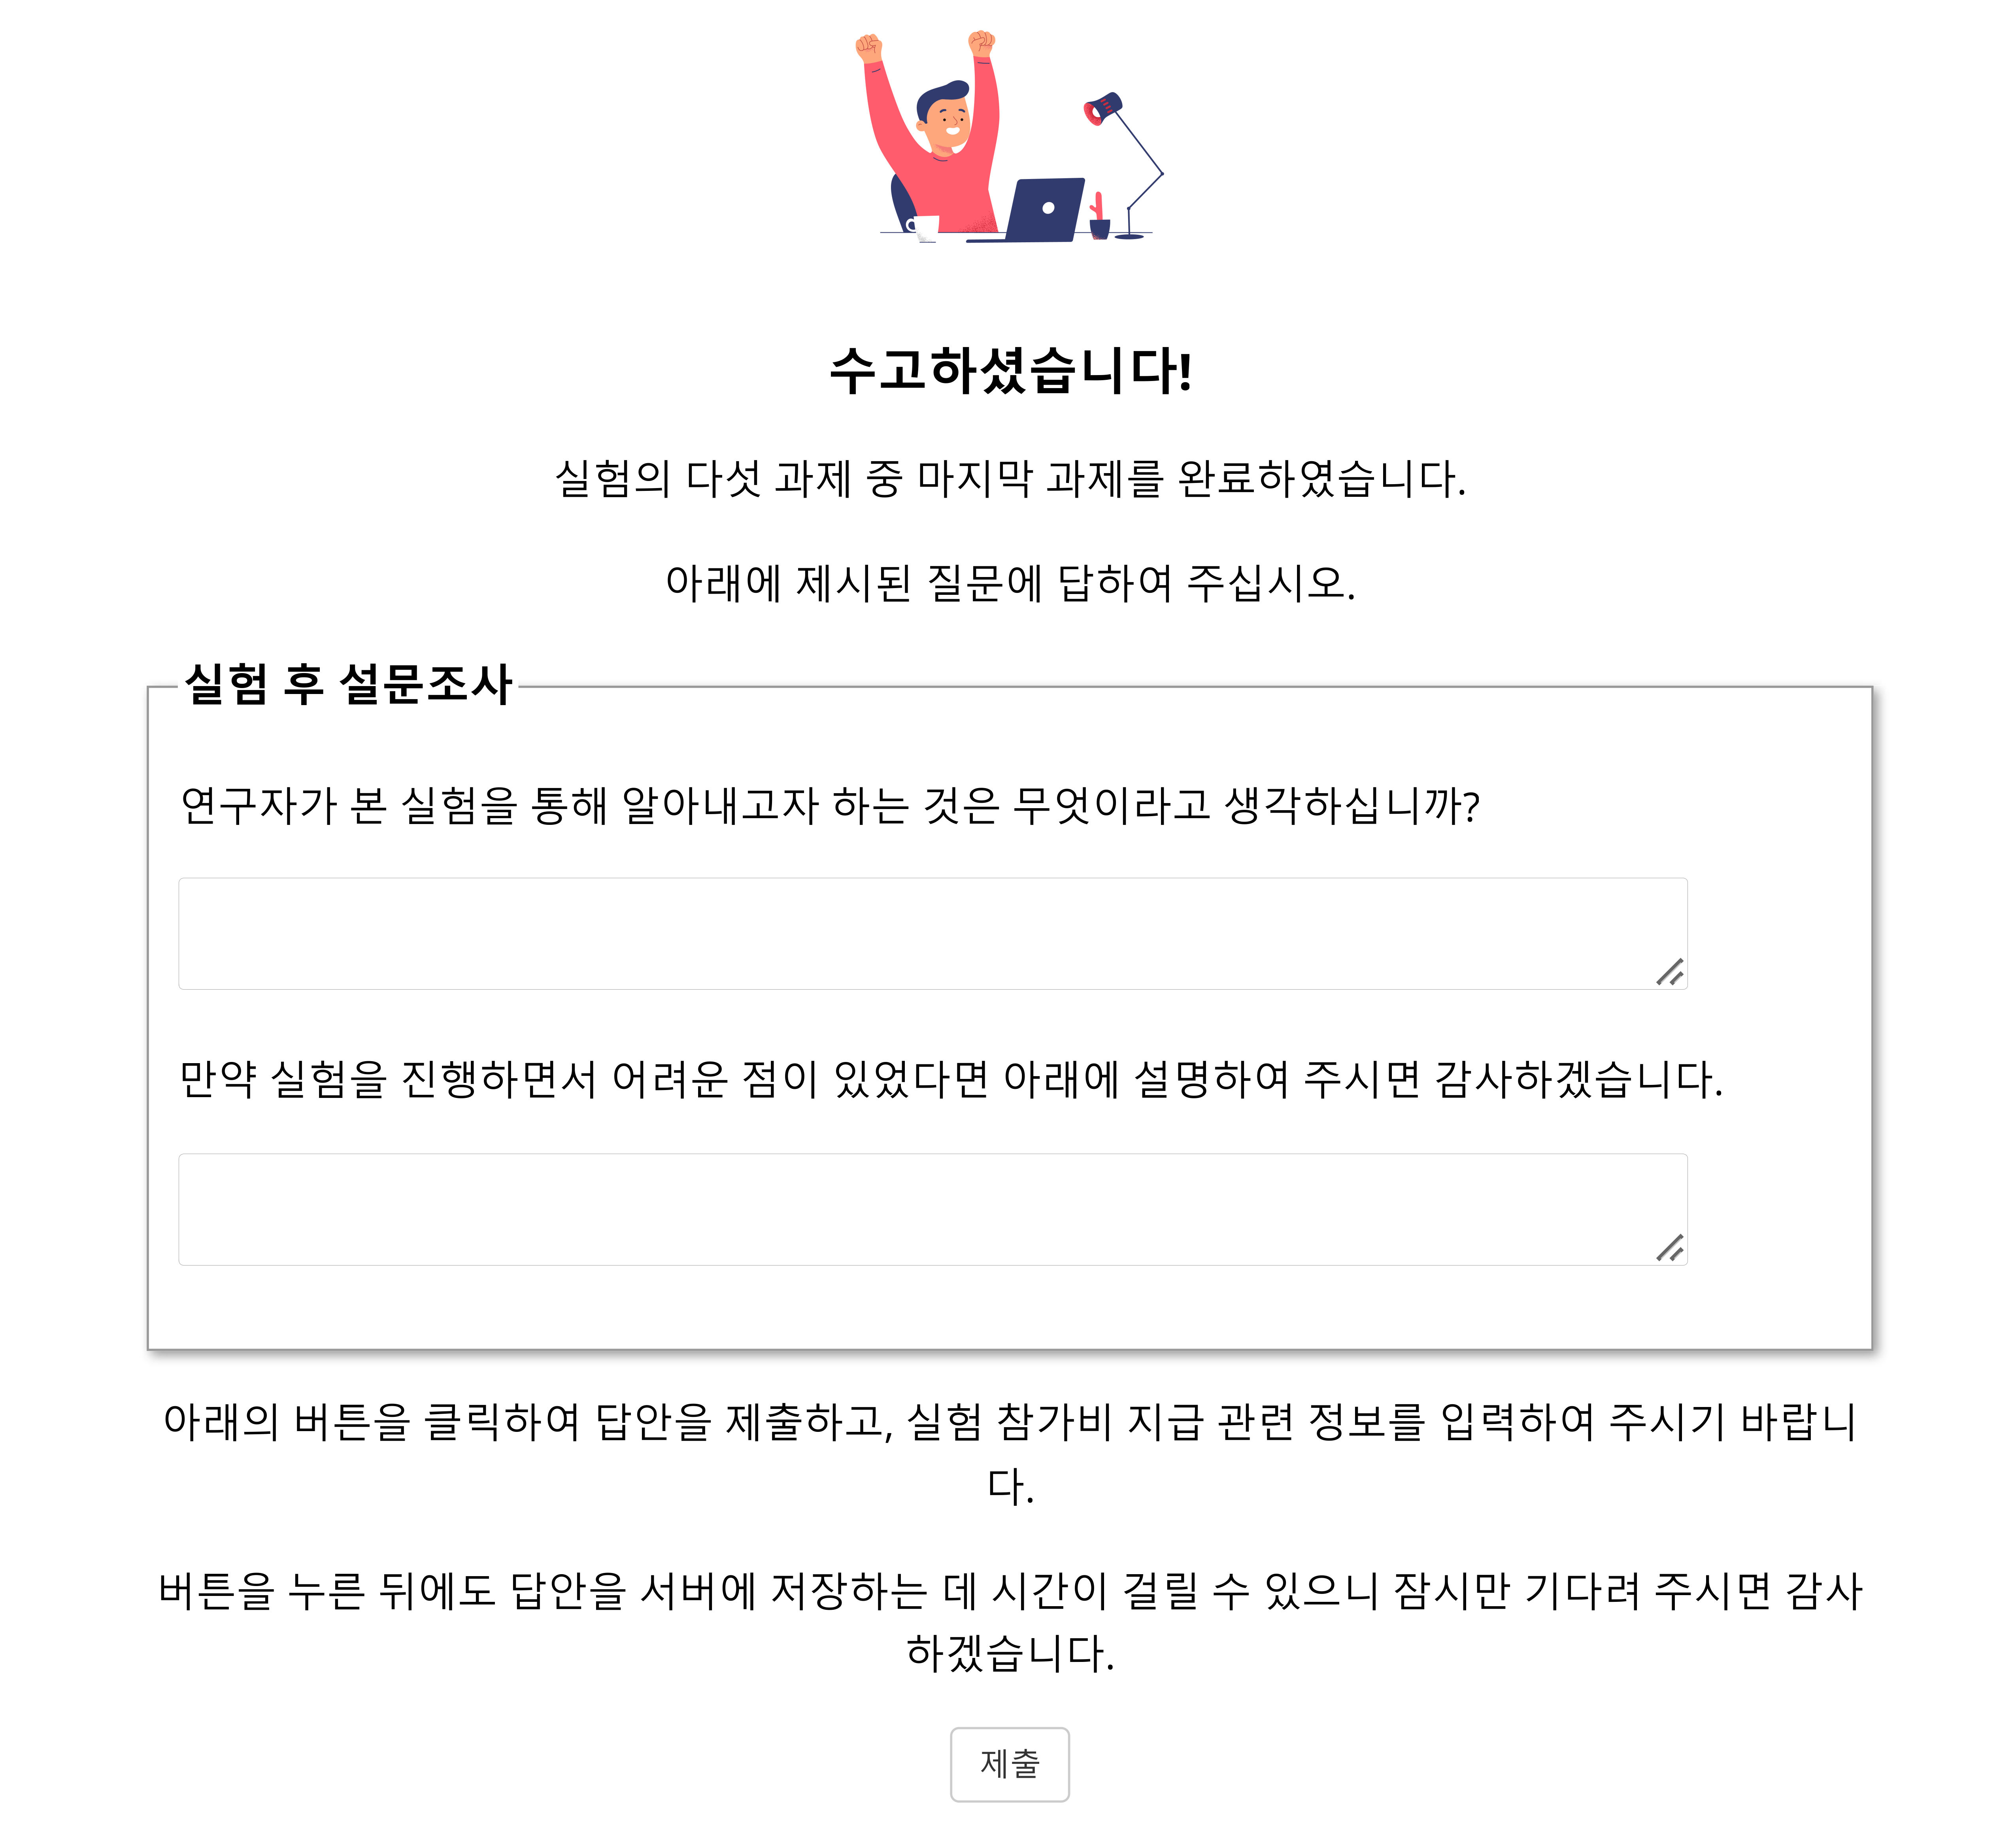 수고하셨습니다!
실험의 다섯 과제 중 마지막 과제를 완료하였습니다.
아래에 제시된 질문에 답하여 주십시오.
실험 후 설문조사
연구자가 본 실험을 통해 알아내고자 하는 것은 무엇이라고 생각하십니까?
만약 실험을 진행하면서 어려운 점이 있었다면 아래에 설명하여 주시면 감사하겠습니다.
아래의 버튼을 클릭하여 답안을 제출하고, 실험 참가비 지급 관련 정보를 입력하여 주시기 바랍니
다.
버튼을 누른 뒤에도 답안을 서버에 저장하는 데 시간이 걸릴 수 있으니 잠시만 기다려 주시면 감사
하겠습니다.
제출